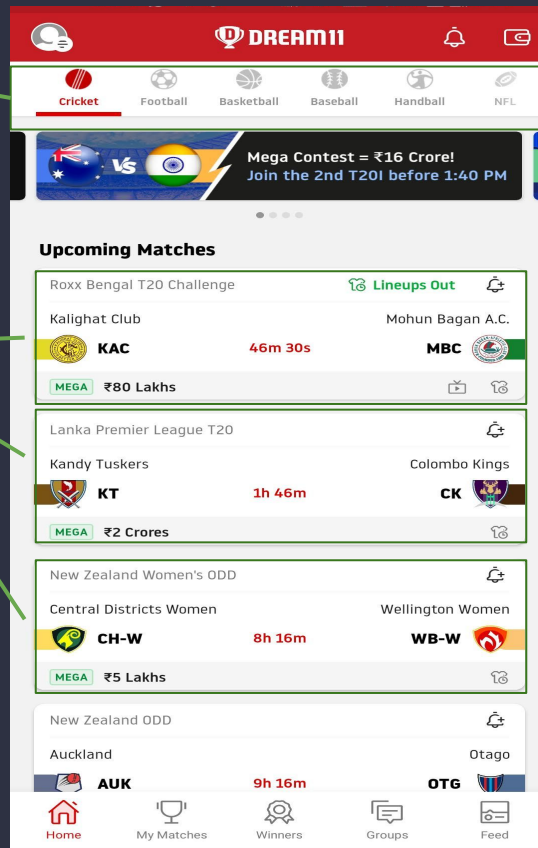 DREAM11
Cricket Football Basketball Baseball Handball NFL
VS
Mega Contest = ₹16 Crore!
Join the 2nd T20I before 1:40 PM
Upcoming Matches
Roxx Bengal T20 Challenge Lineups Out
Kalighat Club Mohun Bagan A.C.
KAC 46m 30s MBC
MEGA ₹80 Lakhs
Lanka Premier League T20
Kandy Tuskers Colombo Kings
KT 1h 46m CK
MEGA ₹2 Crores
New Zealand Women's ODD
Central Districts Women Wellington Women
CH-W 8h 16m WB-W
MEGA ₹5 Lakhs
New Zealand ODD
Auckland Otago
AUK 9h 16m OTG
Home My Matches Winners Groups Feed